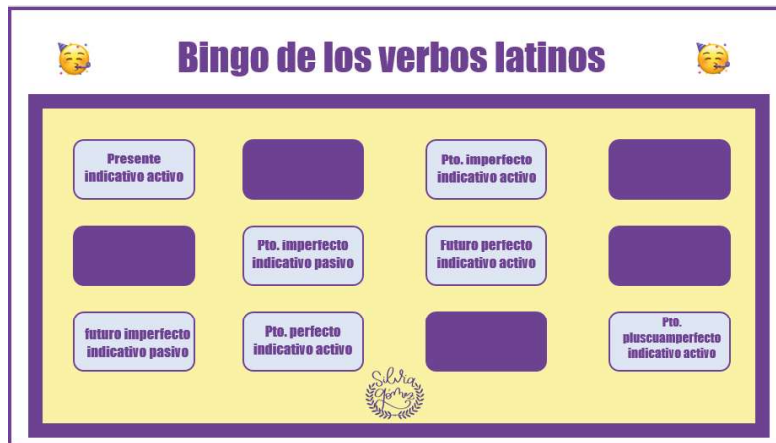 Bingo de los verbos latinos
Presente
indicativo activo
Pto. imperfecto
indicativo activo
Pto. imperfecto
indicativo pasivo
Futuro perfecto
indicativo activo
futuro imperfecto
indicativo pasivo
Pto. perfecto
indicativo activo
Pto.
pluscuamperfecto
indicativo activo
Silvia
gómez